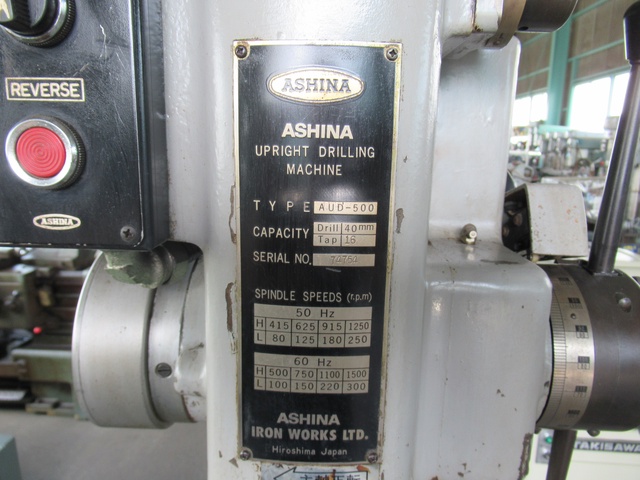 REVERSE
ASHINA
ASHINA
ASHINA
UPRIGHT DRILLING
MACHINE
TYPE AUD-500
CAPACITY Drill 40mm
Tap 16
SERIAL NO.
SPINDLE SPEEDS (r.p.m)
50 Hz
H 415 625 915 1250
L 80 125 180 250
60 Hz
H 500 750 1100 1500
L 100 150 220 300
ASHINA
IRON WORKS LTD.
Hiroshima Japan
TAKISAWA